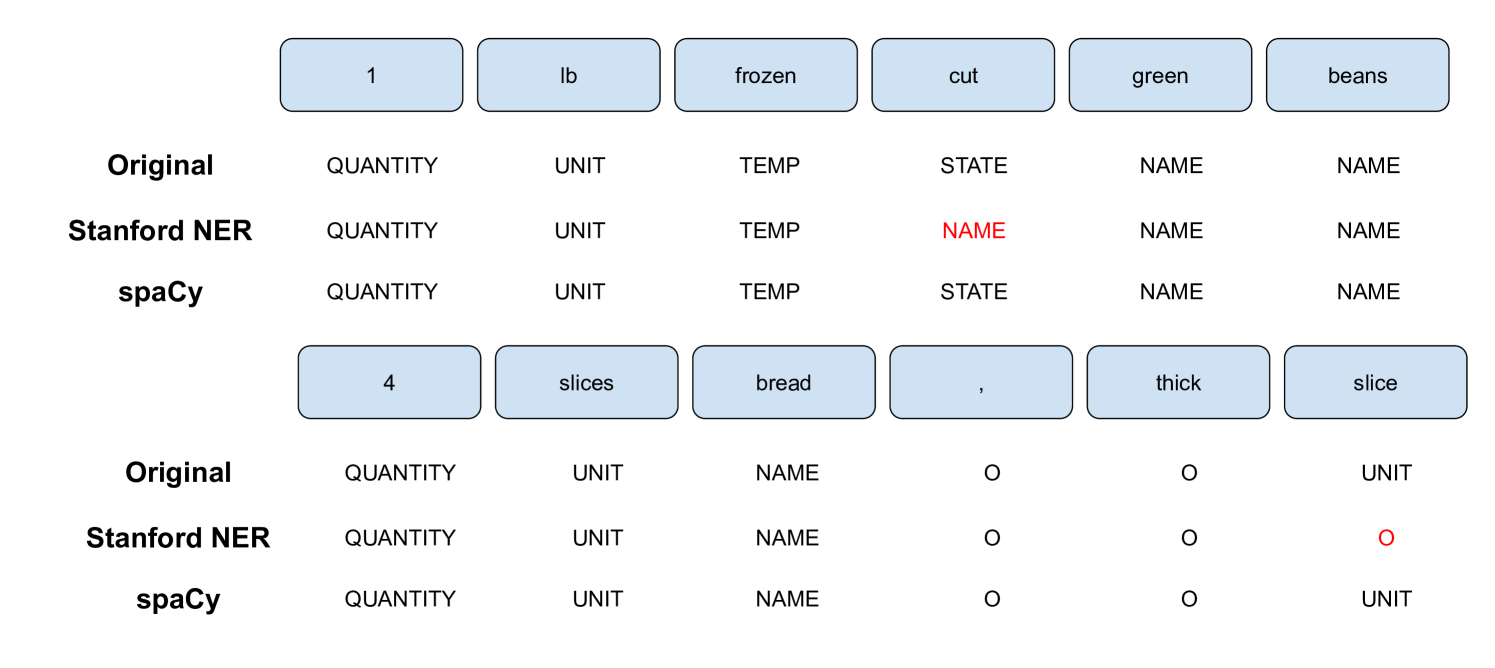 1 lb frozen cut green beans
Original QUANTITY UNIT TEMP STATE NAME NAME
Stanford NER QUANTITY UNIT TEMP NAME NAME NAME
spaCy QUANTITY UNIT TEMP STATE NAME NAME
4 slices bread , thick slice
Original QUANTITY UNIT NAME O O UNIT
Stanford NER QUANTITY UNIT NAME O O O
spaCy QUANTITY UNIT NAME O O UNIT